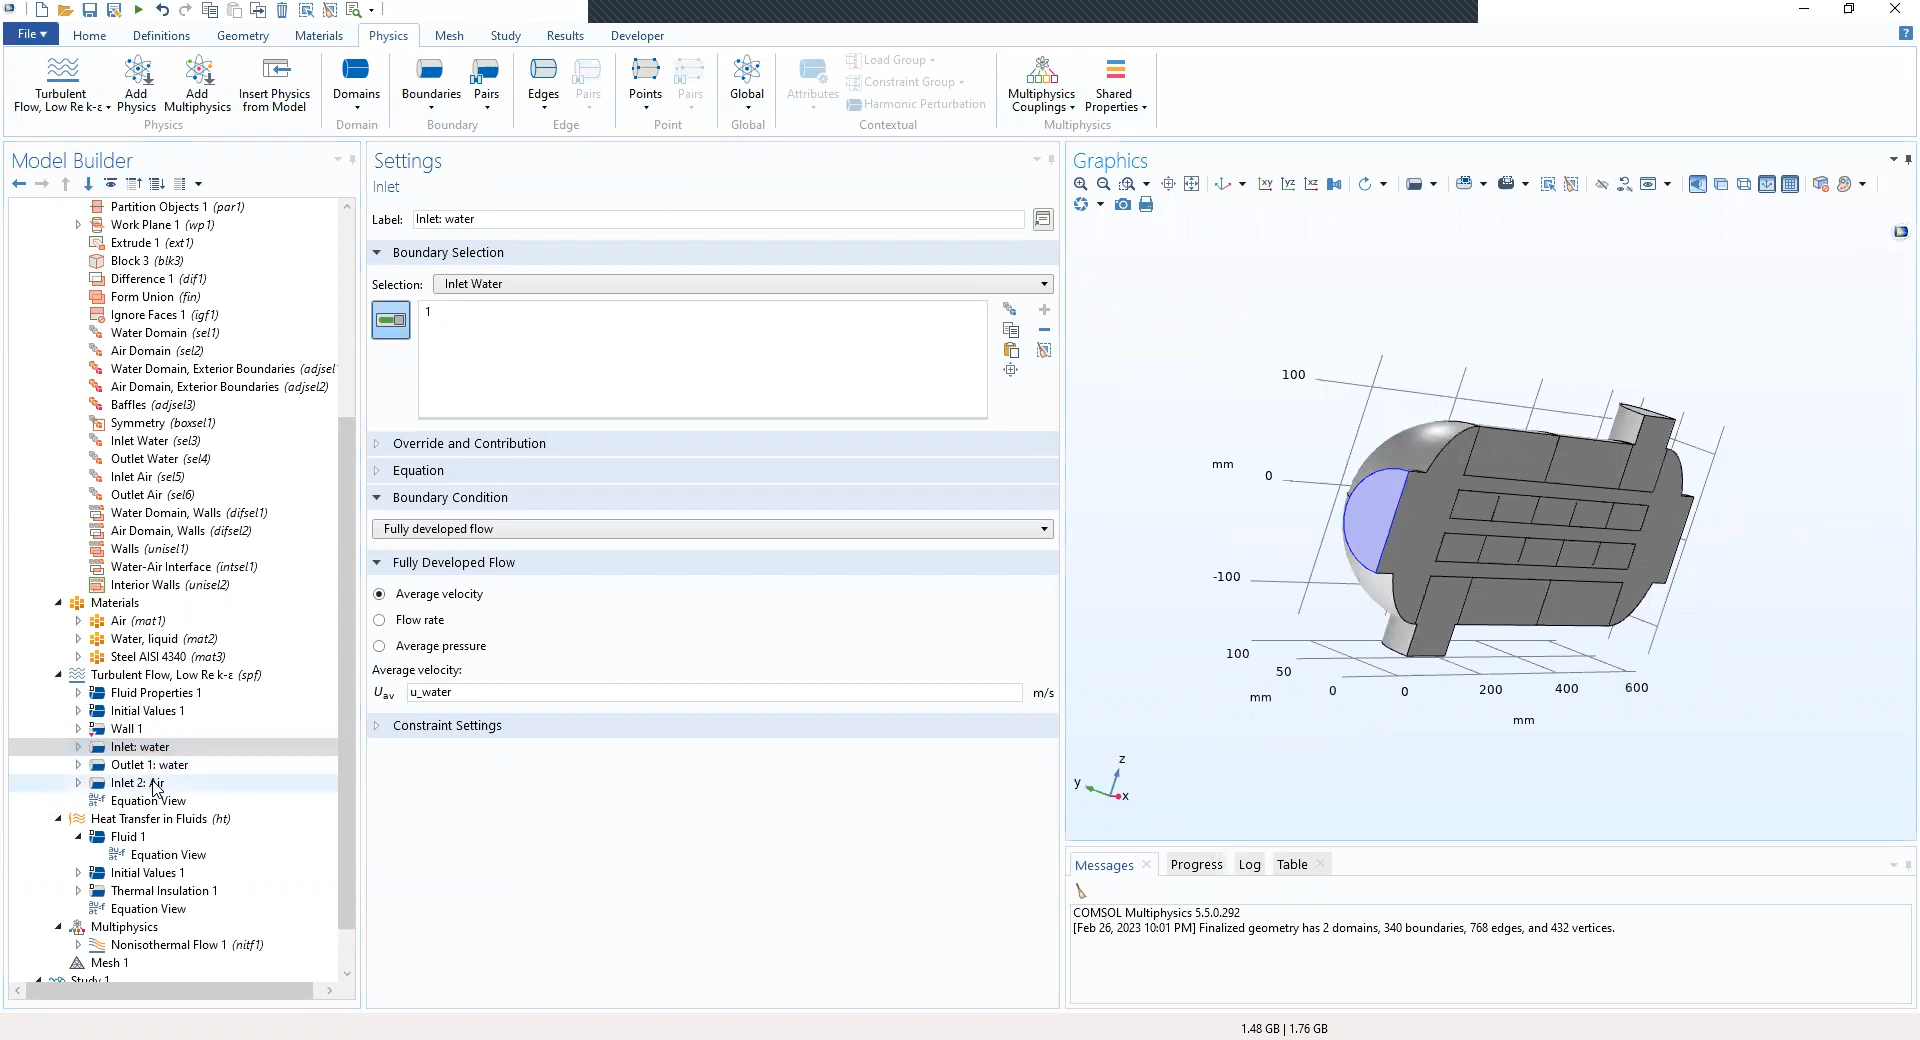 File
Home
Definitions
Geometry
Materials
Physics
Mesh
Study
Results
Developer
?
Turbulent
Flow, Low Re k-ε
Add
Physics
Add
Multiphysics
Insert Physics
from Model
Physics
Domains
Domain
Boundaries
Pairs
Boundary
Edges
Pairs
Edge
Points
Pairs
Point
Global
Global
Attributes
Load Group
Constraint Group
Harmonic Perturbation
Contextual
Multiphysics
Couplings
Shared
Properties
Multiphysics
Model Builder
Partition Objects 1 (par1)
Work Plane 1 (wp1)
Extrude 1 (ext1)
Block 3 (blk3)
Difference 1 (dif1)
Form Union (fin)
Ignore Faces 1 (igf1)
Water Domain (sel1)
Air Domain (sel2)
Water Domain, Exterior Boundaries (adjsel
Air Domain, Exterior Boundaries (adjsel2)
Baffles (adjsel3)
Symmetry (boxsel1)
Inlet Water (sel3)
Outlet Water (sel4)
Inlet Air (sel5)
Outlet Air (sel6)
Water Domain, Walls (difsel1)
Air Domain, Walls (difsel2)
Walls (unisel1)
Water-Air Interface (intsel1)
Interior Walls (unisel2)
Materials
Air (mat1)
Water, liquid (mat2)
Steel AISI 4340 (mat3)
Turbulent Flow, Low Re k-ε (spf)
Fluid Properties 1
Initial Values 1
Wall 1
Inlet: water
Outlet 1: water
Inlet 2: Air
Equation View
Heat Transfer in Fluids (ht)
Fluid 1
Equation View
Initial Values 1
Thermal Insulation 1
Equation View
Multiphysics
Nonisothermal Flow 1 (nitf1)
Mesh 1
Study 1
Settings
Inlet
Label: Inlet: water
Boundary Selection
Selection: Inlet Water
1
Override and Contribution
Equation
Boundary Condition
Fully developed flow
Fully Developed Flow
Average velocity
Flow rate
Average pressure
Average velocity:
Uav u_water m/s
Constraint Settings
Graphics
xy
yz
xz
100
mm
0
-100
100
50
mm
0
0
200
400
600
mm
z
y
x
Messages
Progress
Log
Table
COMSOL Multiphysics 5.5.0.292
[Feb 26, 2023 10:01 PM] Finalized geometry has 2 domains, 340 boundaries, 768 edges, and 432 vertices.
1.48 GB | 1.76 GB